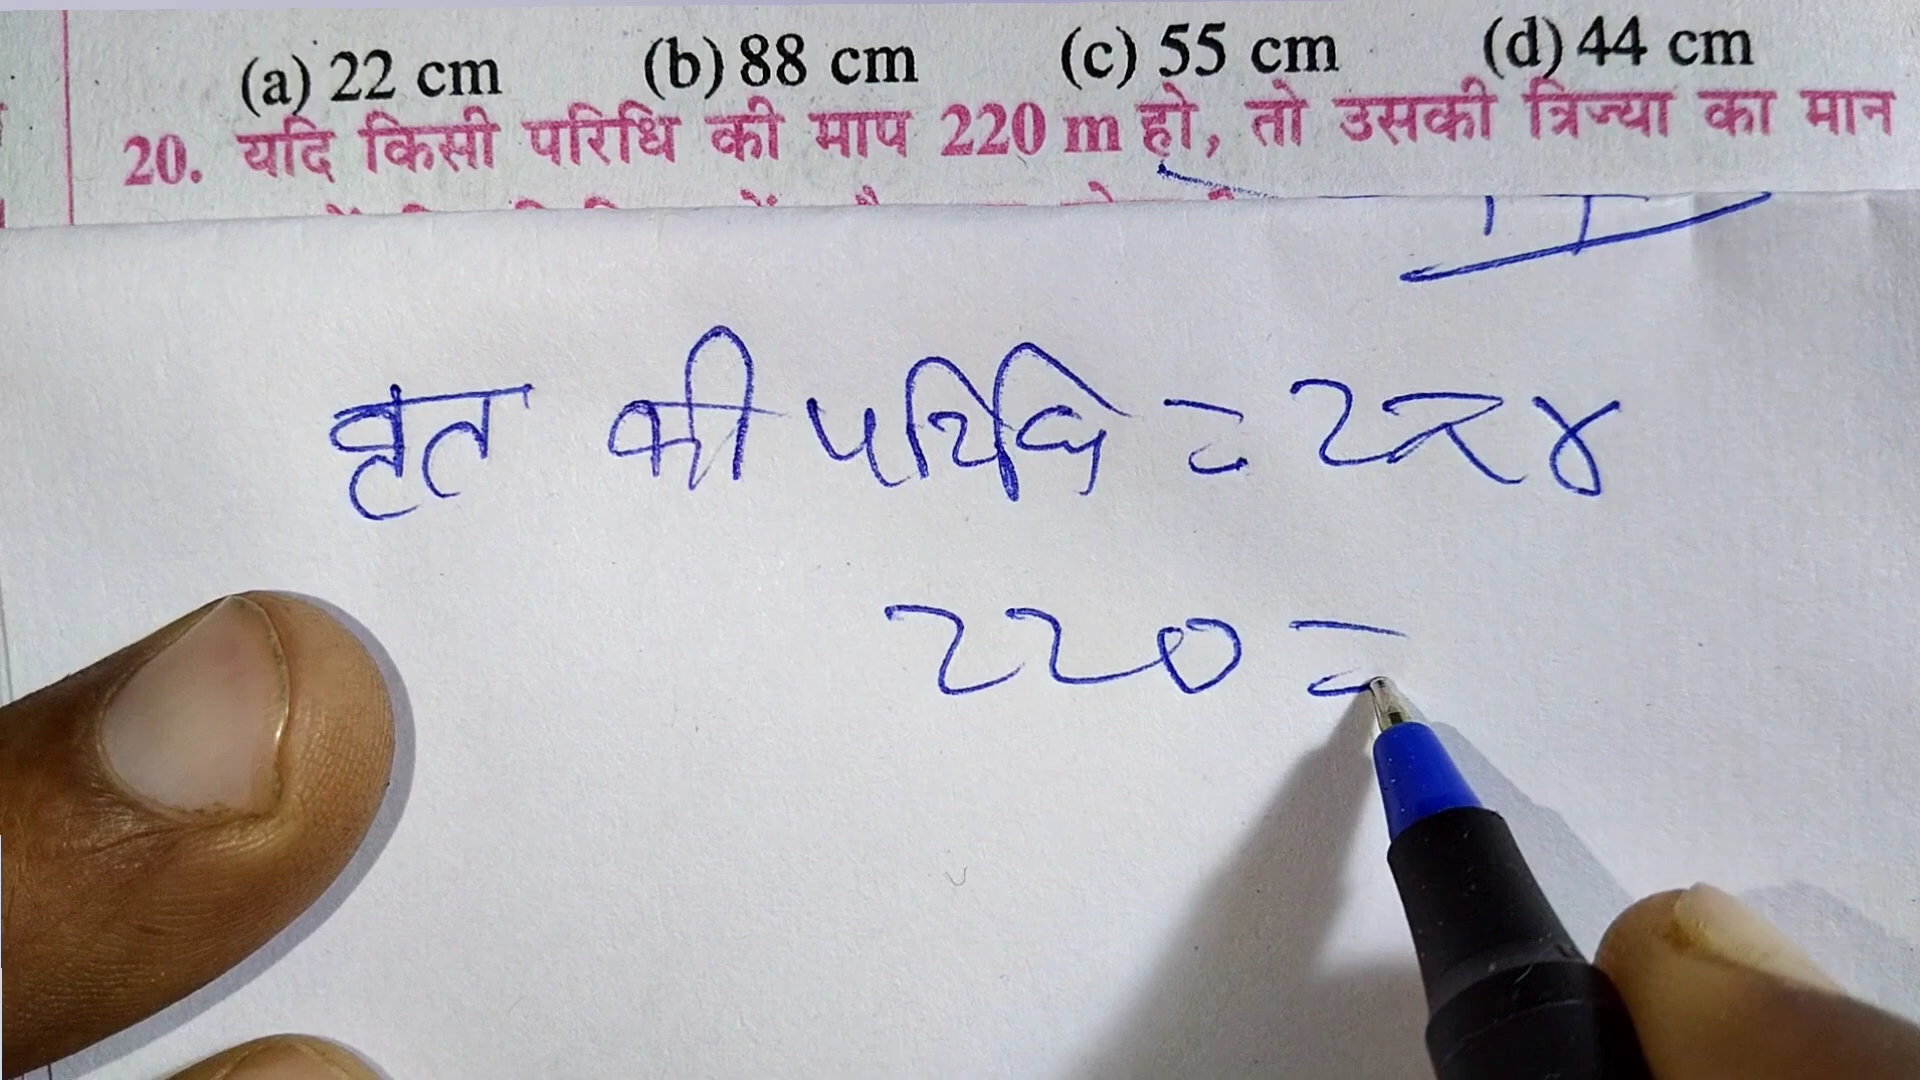 (a) 22 cm (b) 88 cm (c) 55 cm (d) 44 cm
20. यदि किसी परिधि की माप 220 m हो, तो उसकी त्रिज्या का मान
वृत की परिधि = 2πr
220 =